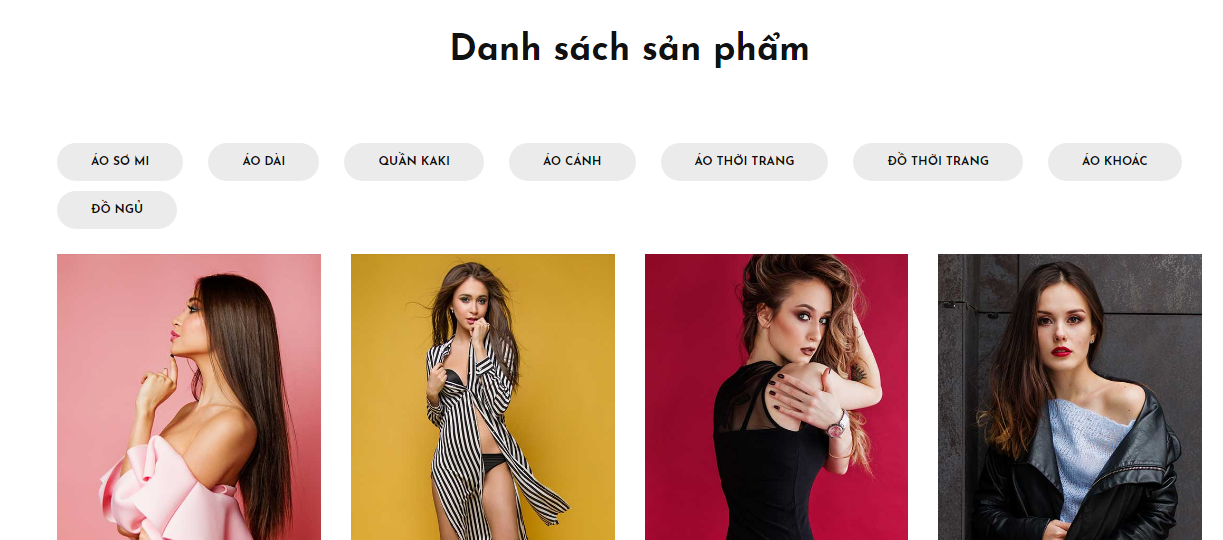 Danh sách sản phẩm
ÁO SƠ MI ÁO DÀI QUẦN KAKI ÁO CÁNH ÁO THỜI TRANG ĐỒ THỜI TRANG ÁO KHOÁC
ĐỒ NGỦ